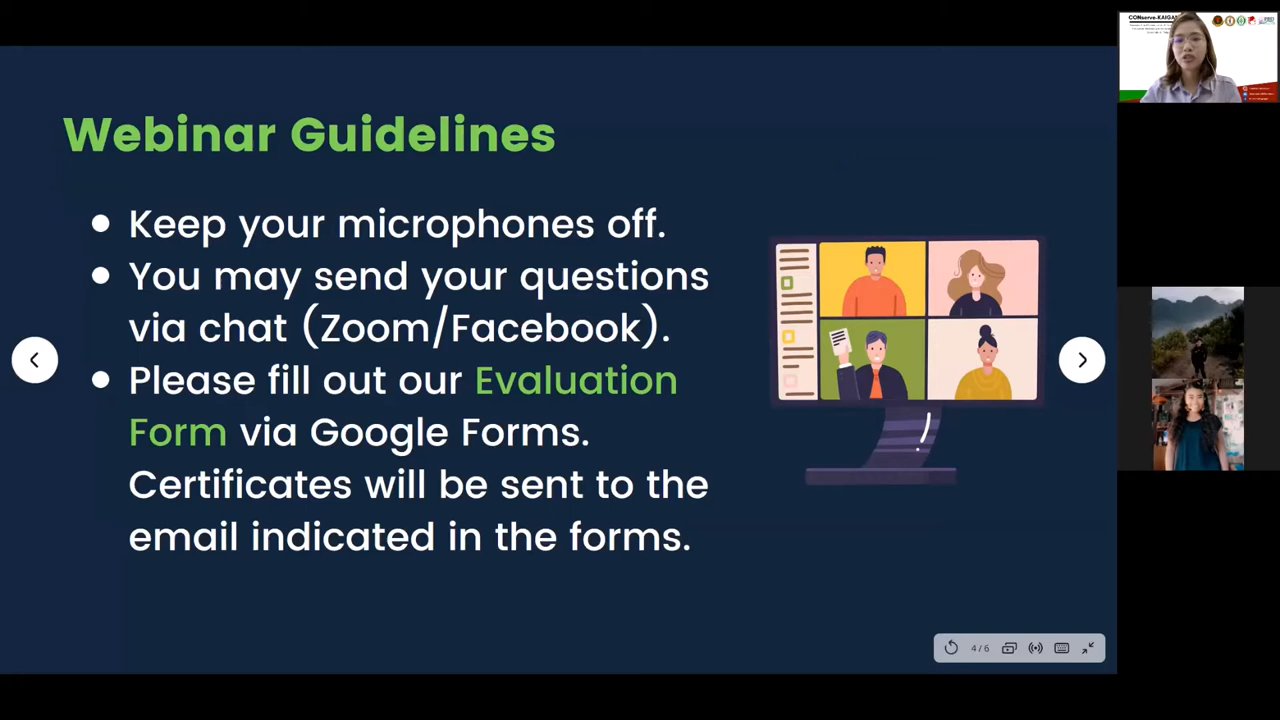 Webinar Guidelines
Keep your microphones off.
You may send your questions
via chat (Zoom/Facebook).
Please fill out our Evaluation
Form via Google Forms.
Certificates will be sent to the
email indicated in the forms.
4 / 6